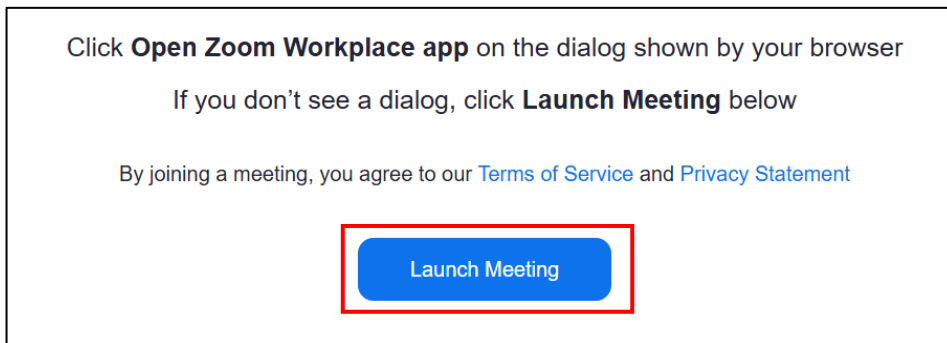 Click Open Zoom Workplace app on the dialog shown by your browser
If you don’t see a dialog, click Launch Meeting below
By joining a meeting, you agree to our Terms of Service and Privacy Statement
Launch Meeting